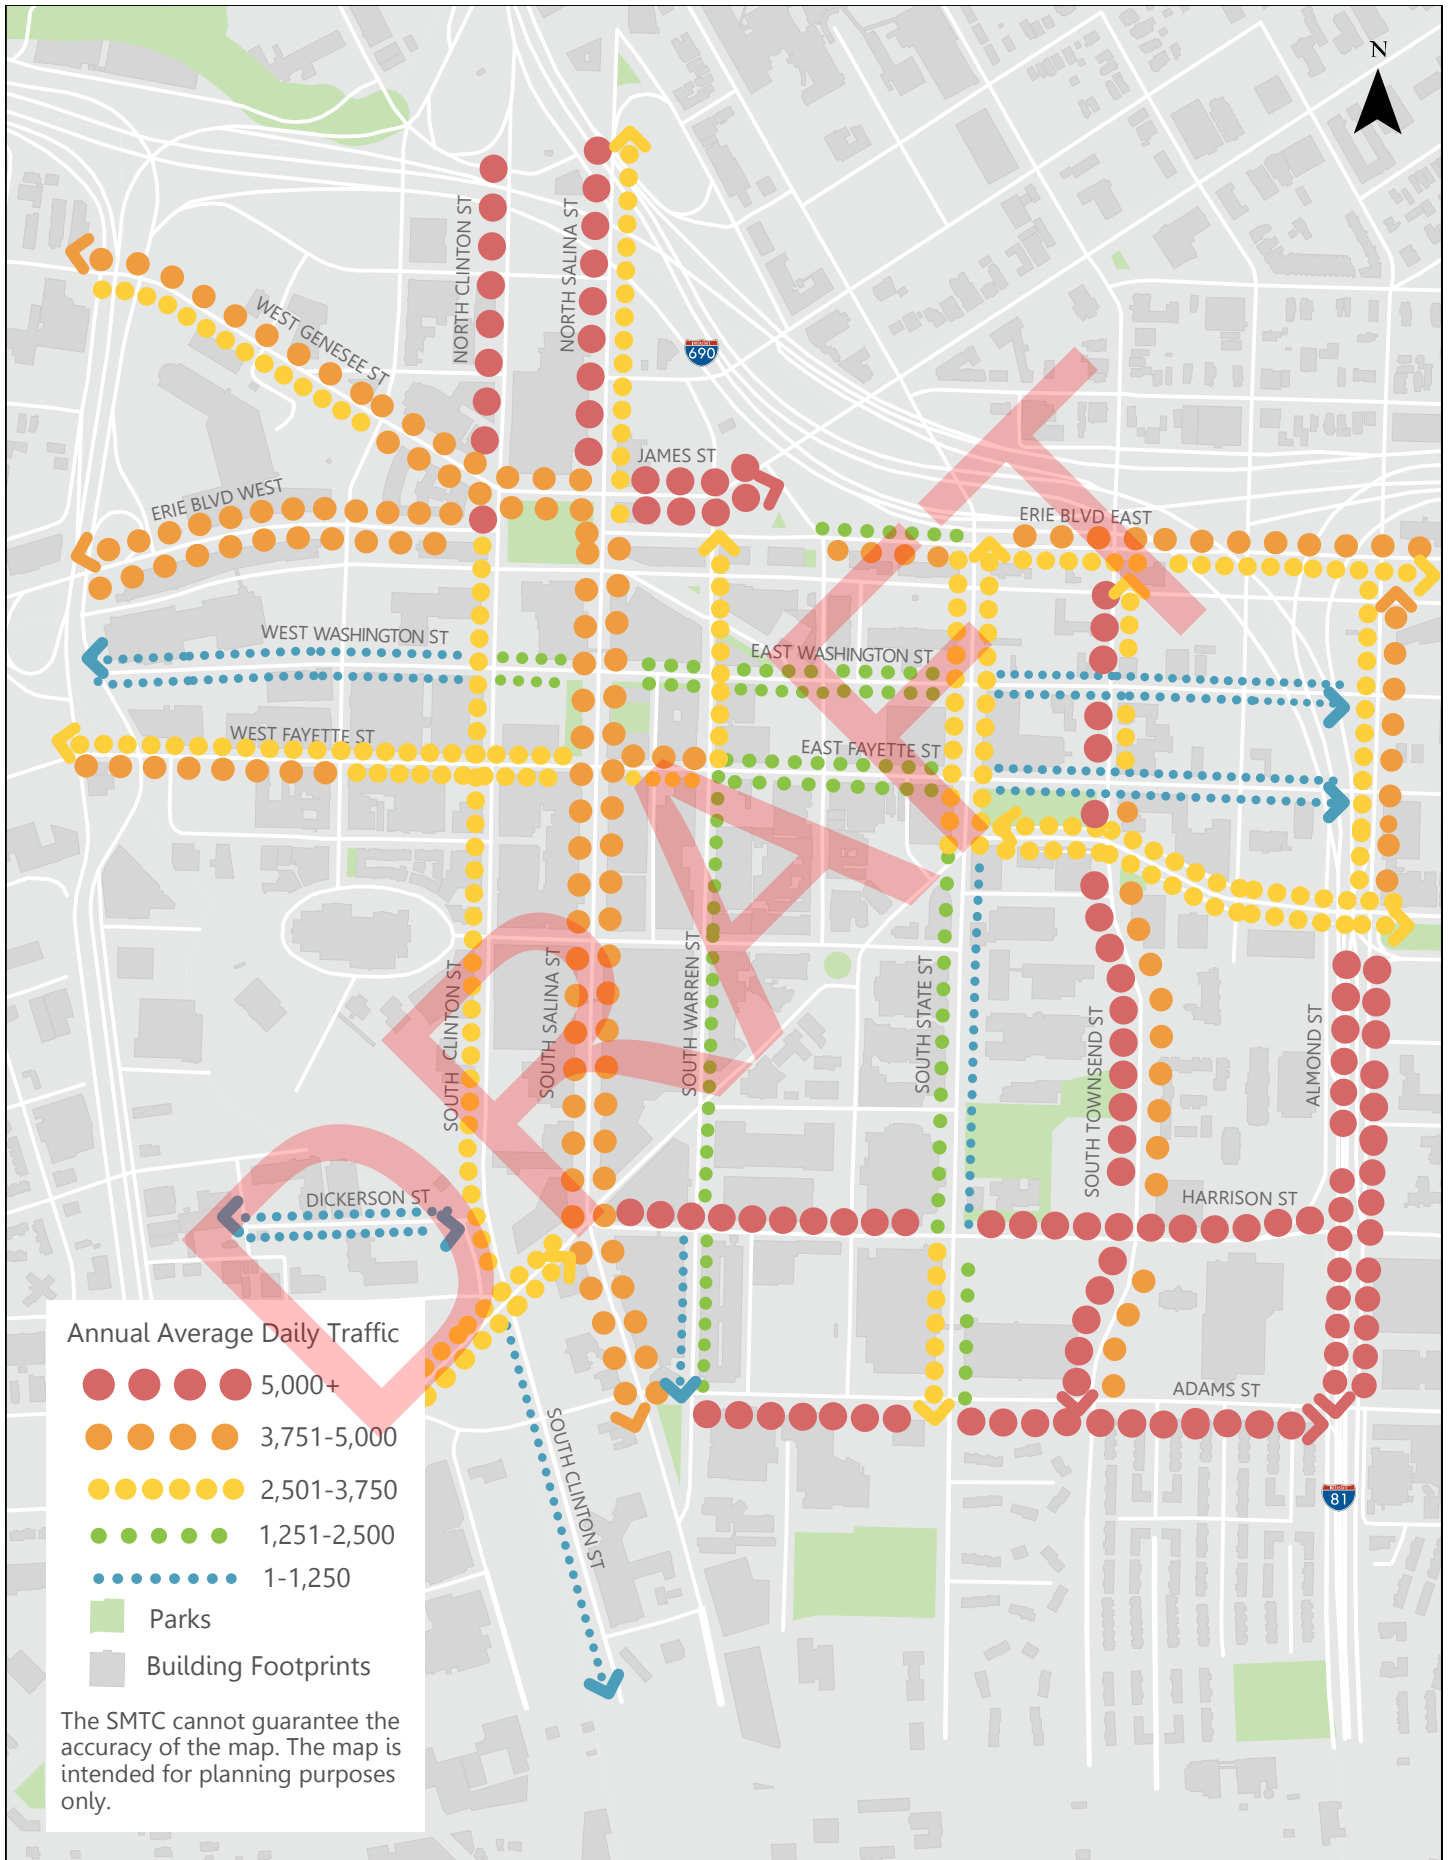 N
NORTH CLINTON ST
NORTH SALINA ST
WEST GENESEE ST
690
JAMES ST
ERIE BLVD WEST
ERIE BLVD EAST
WEST WASHINGTON ST
EAST WASHINGTON ST
WEST FAYETTE ST
EAST FAYETTE ST
DRAFT
SOUTH CLINTON ST
SOUTH SALINA ST
SOUTH WARREN ST
SOUTH STATE ST
SOUTH TOWNSEND ST
ALMOND ST
DICKERSON ST
HARRISON ST
ADAMS ST
SOUTH CLINTON ST
81
Annual Average Daily Traffic
5,000+
3,751-5,000
2,501-3,750
1,251-2,500
1-1,250
Parks
Building Footprints
The SMTC cannot guarantee the
accuracy of the map. The map is
intended for planning purposes
only.